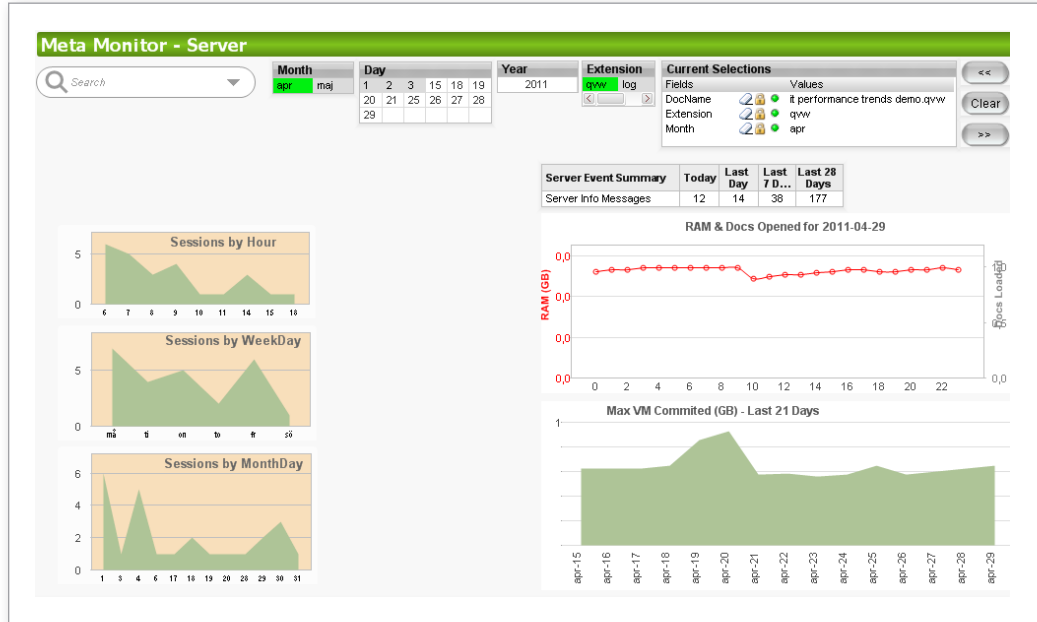 Meta Monitor - Server
Search
Month
apr maj
Day
1 2 3 15 18 19
20 21 25 26 27 28
29
Year
2011
Extension
qvw log
Current Selections
Fields Values
DocName it performance trends demo.qvw
Extension qvw
Month apr
<<
Clear
>>
Server Event Summary Today Last Day Last 7 D... Last 28 Days
Server Info Messages 12 14 38 177
Sessions by Hour
5
0
6 7 8 9 10 11 14 15 18
Sessions by WeekDay
5
0
må ti on to fr sö
Sessions by MonthDay
6
4
2
0
1 3 4 6 17 18 19 20 28 29 30 31
RAM & Docs Opened for 2011-04-29
RAM (GB)
0,0
0,0
0,0
0,0
Docs Loaded
0,0
0 2 4 6 8 10 12 14 16 18 20 22
Max VM Commited (GB) - Last 21 Days
1
apr-15 apr-16 apr-17 apr-18 apr-19 apr-20 apr-21 apr-22 apr-23 apr-24 apr-25 apr-26 apr-27 apr-28 apr-29